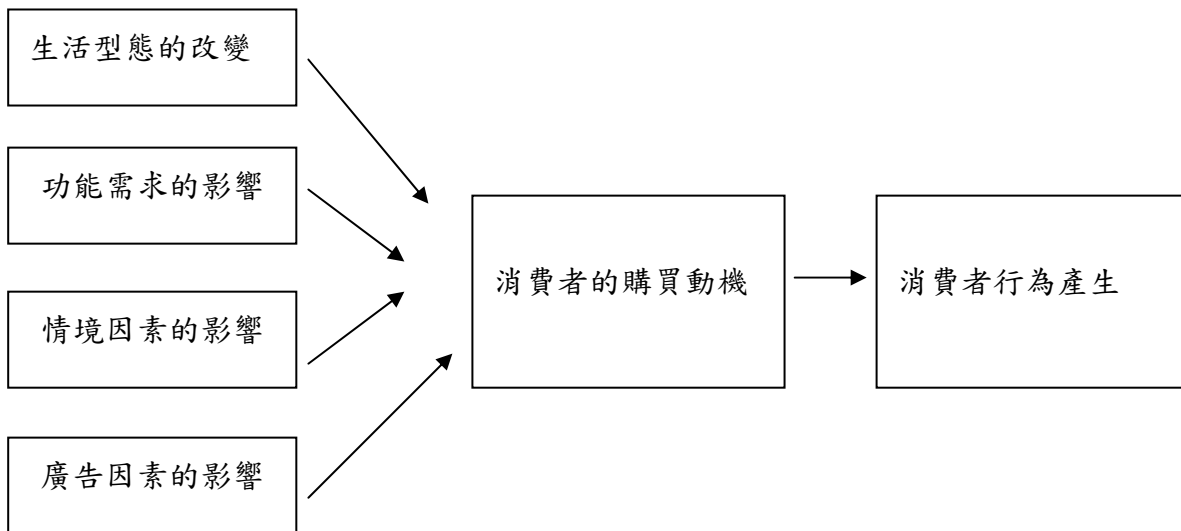 生活型態的改變
功能需求的影響
情境因素的影響
廣告因素的影響
消費者的購買動機
消費者行為產生